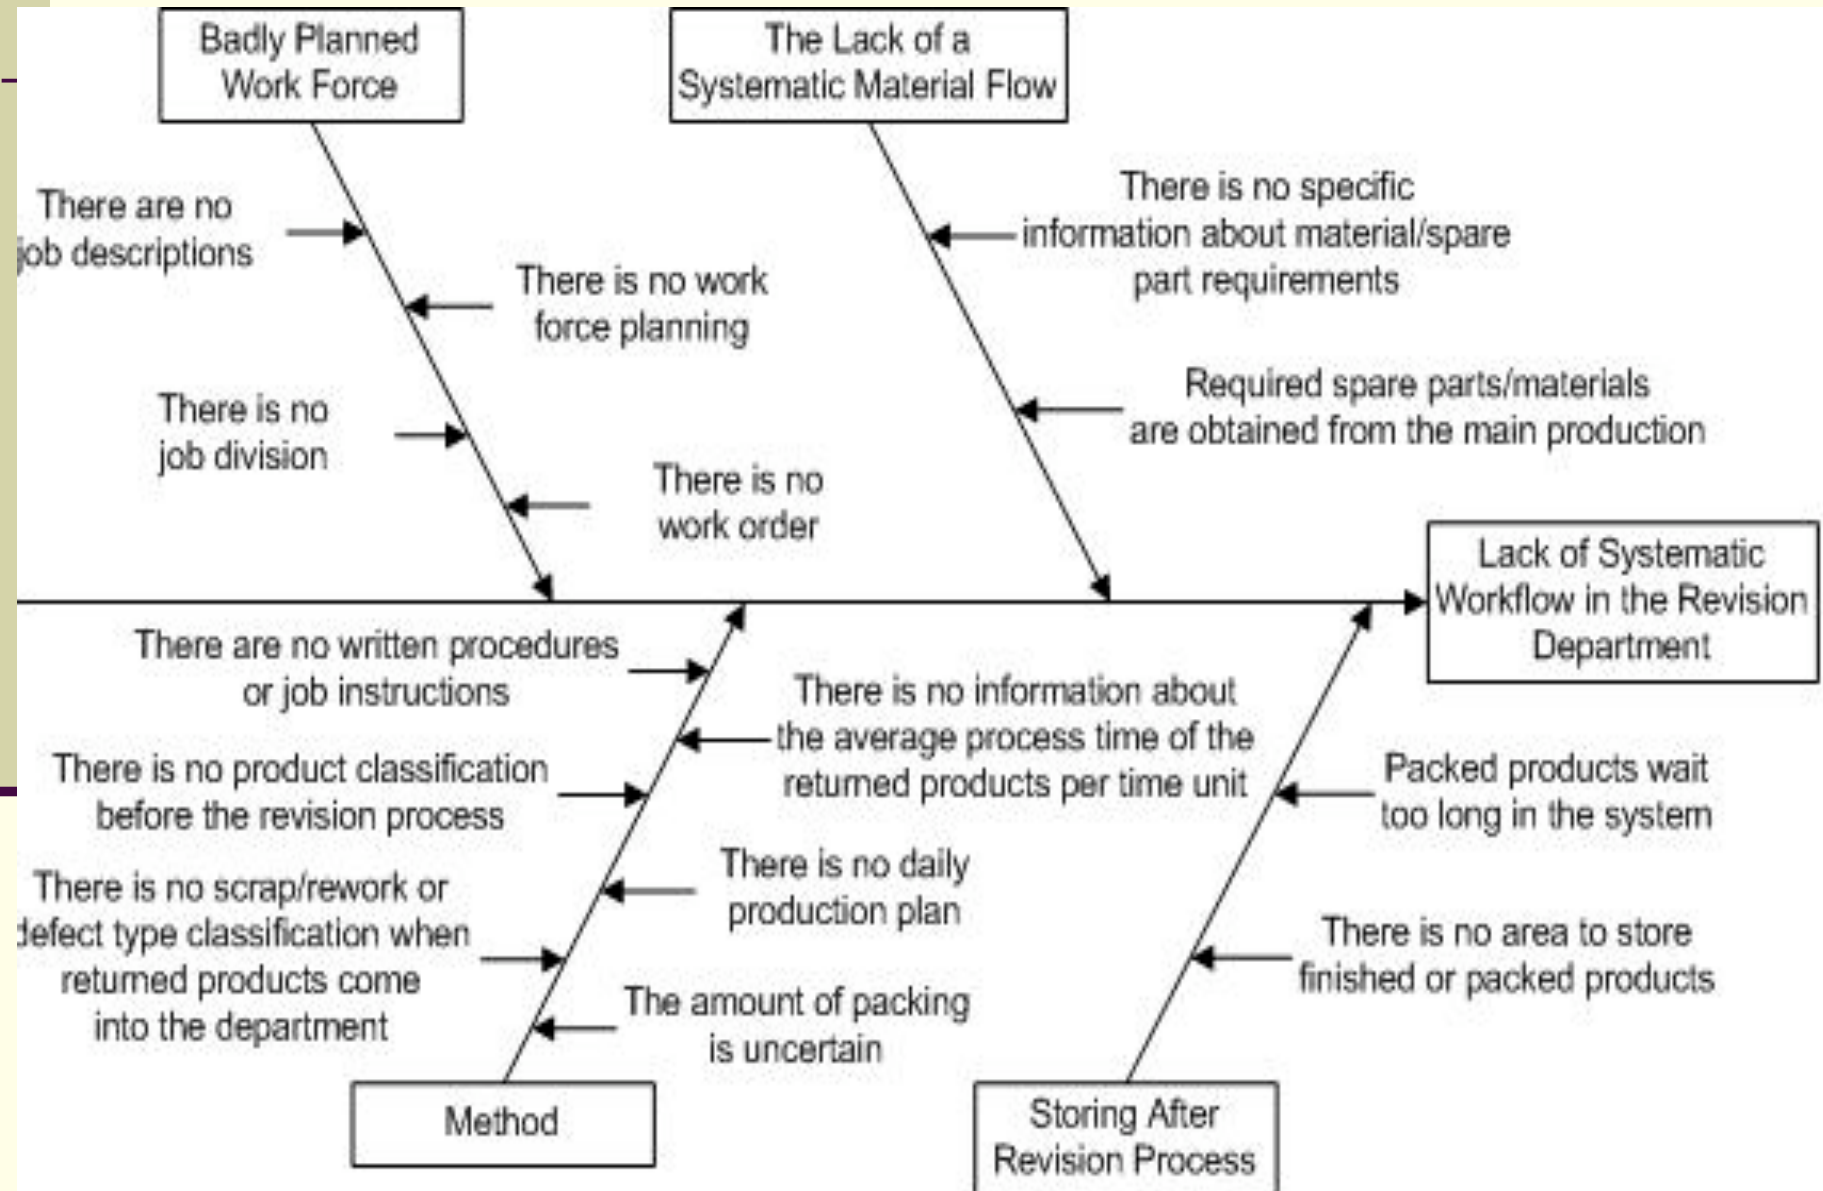 Badly Planned
Work Force
The Lack of a
Systematic Material Flow
There are no
job descriptions
There is no work
force planning
There is no
job division
There is no
work order
There is no specific
information about material/spare
part requirements
Required spare parts/materials
are obtained from the main production
Lack of Systematic
Workflow in the Revision
Department
There are no written procedures
or job instructions
There is no information about
the average process time of the
returned products per time unit
There is no product classification
before the revision process
There is no daily
production plan
There is no scrap/rework or
defect type classification when
returned products come
into the department
The amount of packing
is uncertain
Packed products wait
too long in the system
There is no area to store
finished or packed products
Method
Storing After
Revision Process